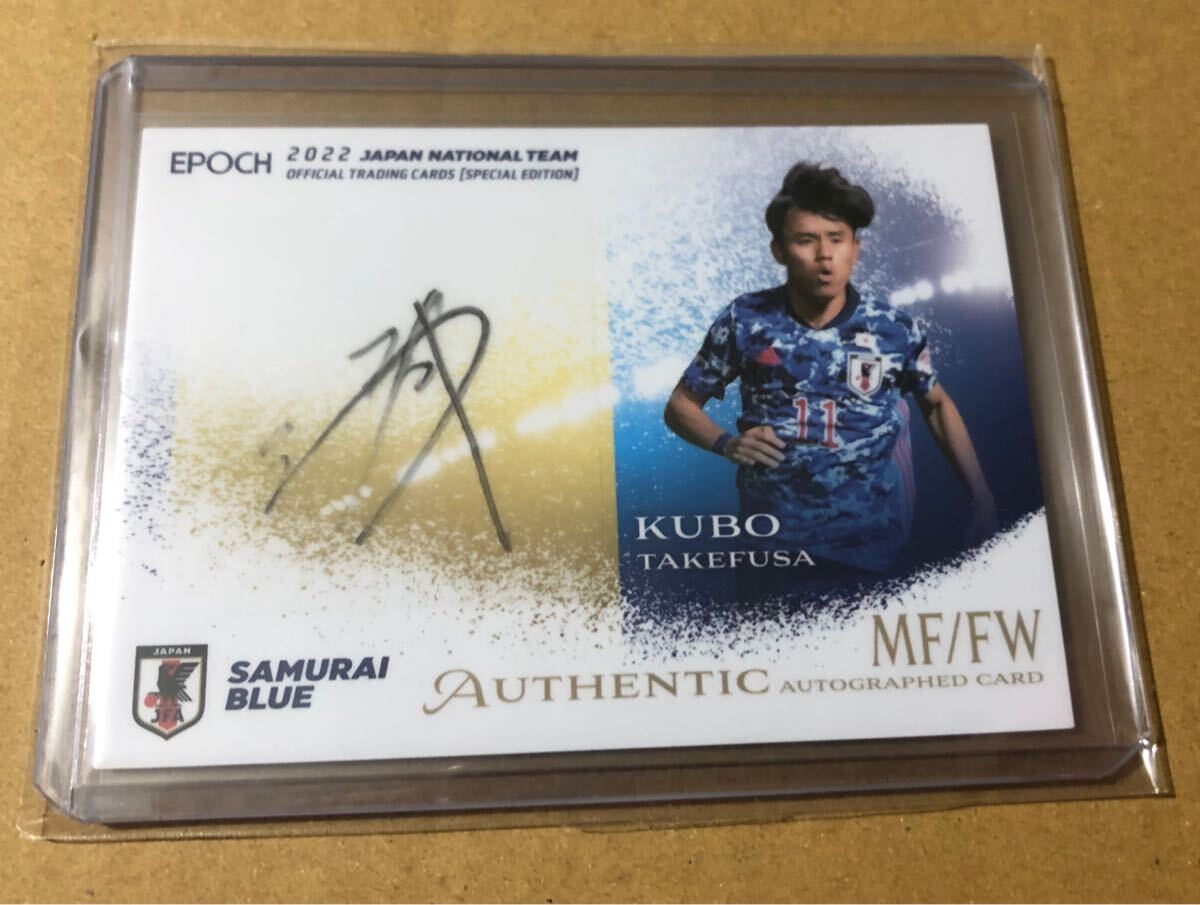 EPOCH 2022 JAPAN NATIONAL TEAM
OFFICIAL TRADING CARDS [SPECIAL EDITION]
11
KUBO
TAKEFUSA
MF/FW
AUTHENTIC AUTOGRAPHED CARD
JAPAN
JFA
SAMURAI
BLUE